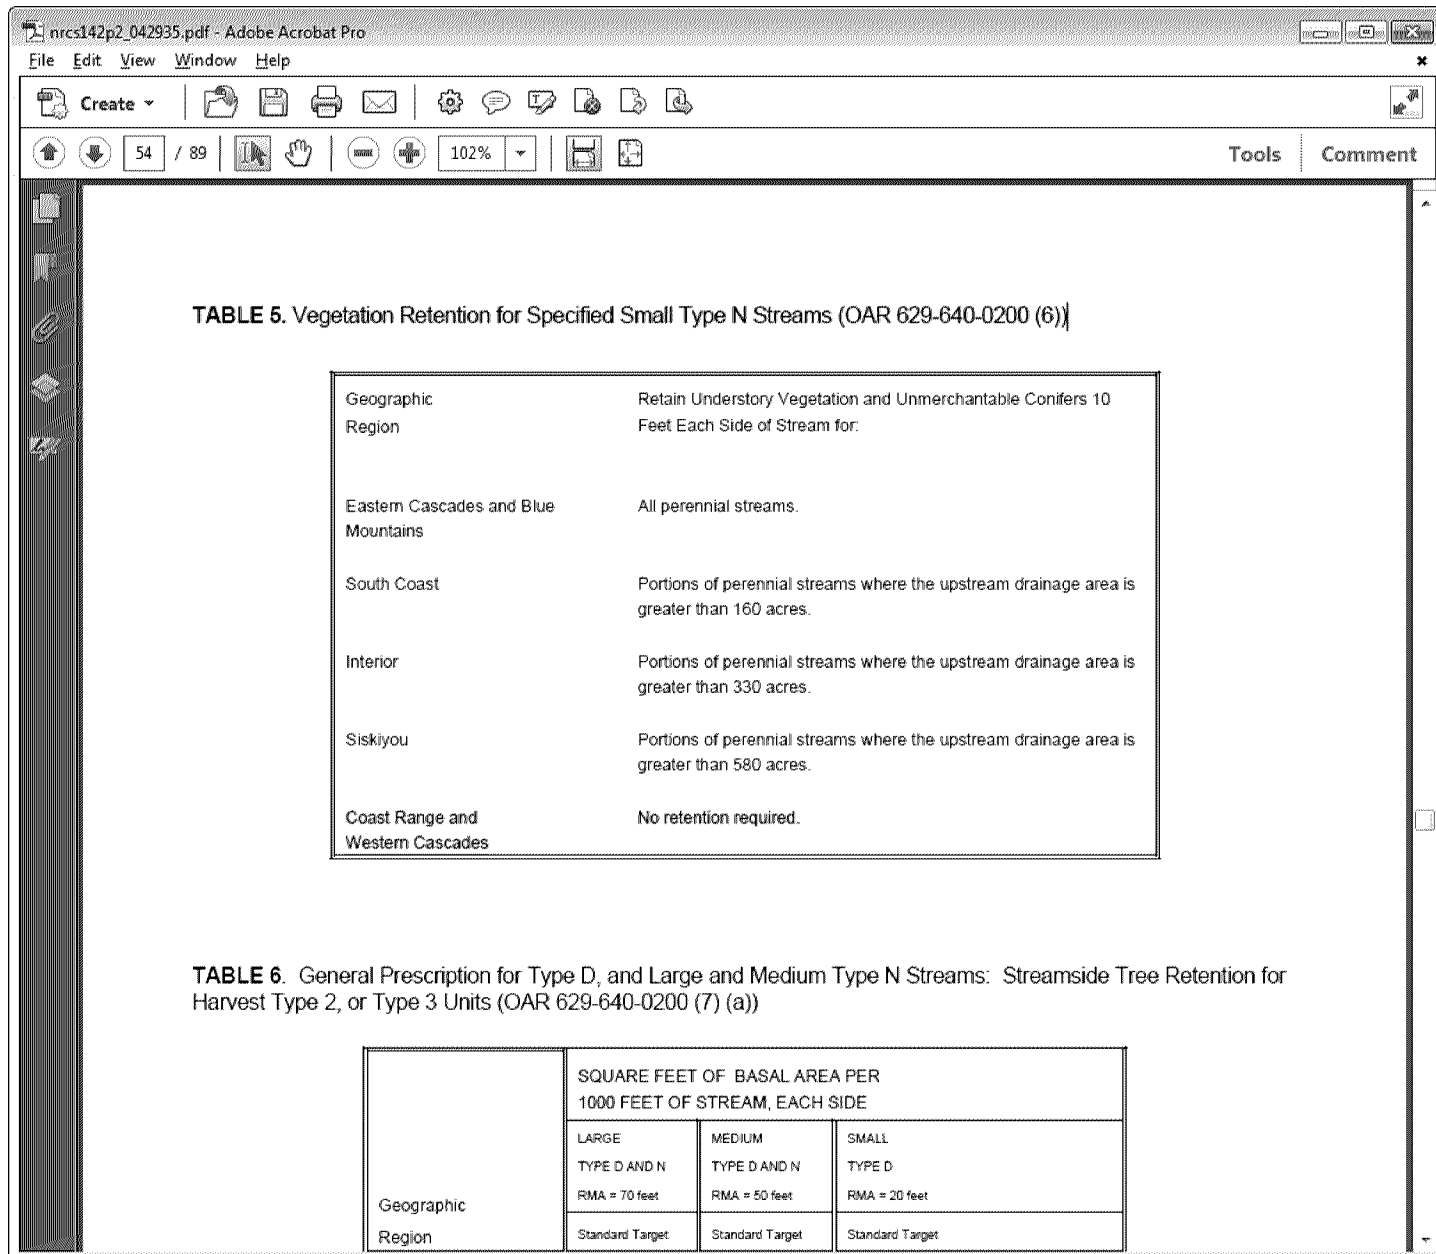 nrcs142p2_042935.pdf - Adobe Acrobat Pro
File Edit View Window Help
Create
54 / 89 102% Tools Comment
TABLE 5. Vegetation Retention for Specified Small Type N Streams (OAR 629-640-0200 (6))
Geographic Retain Understory Vegetation and Unmerchantable Conifers 10
Region Feet Each Side of Stream for:
Eastern Cascades and Blue All perennial streams.
Mountains
South Coast Portions of perennial streams where the upstream drainage area is
greater than 160 acres.
Interior Portions of perennial streams where the upstream drainage area is
greater than 330 acres.
Siskiyou Portions of perennial streams where the upstream drainage area is
greater than 580 acres.
Coast Range and No retention required.
Western Cascades
TABLE 6. General Prescription for Type D, and Large and Medium Type N Streams: Streamside Tree Retention for
Harvest Type 2, or Type 3 Units (OAR 629-640-0200 (7) (a))
SQUARE FEET OF BASAL AREA PER
1000 FEET OF STREAM, EACH SIDE
LARGE MEDIUM SMALL
TYPE D AND N TYPE D AND N TYPE D
RMA = 70 feet RMA = 50 feet RMA = 20 feet
Geographic
Region Standard Target Standard Target Standard Target